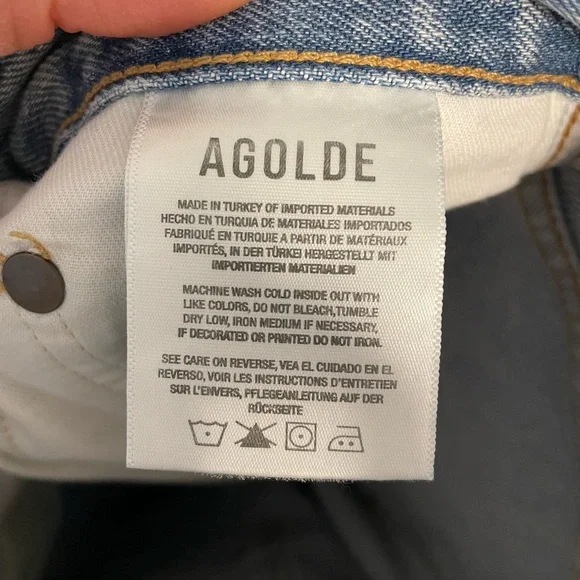 AGOLDE
MADE IN TURKEY OF IMPORTED MATERIALS
HECHO EN TURQUIA DE MATERIALES IMPORTADOS
FABRIQUÉ EN TURQUIE A PARTIR DE MATÉRIAUX
IMPORTÉS, IN DER TÜRKEI HERGESTELLT MIT
IMPORTIERTEN MATERIALIEN
MACHINE WASH COLD INSIDE OUT WITH
LIKE COLORS, DO NOT BLEACH,TUMBLE
DRY LOW, IRON MEDIUM IF NECESSARY,
IF DECORATED OR PRINTED DO NOT IRON.
SEE CARE ON REVERSE, VEA EL CUIDADO EN EL
REVERSO, VOIR LES INSTRUCTIONS D'ENTRETIEN
SUR L'ENVERS, PFLEGEANLEITUNG AUF DER
RÜCKSEITE